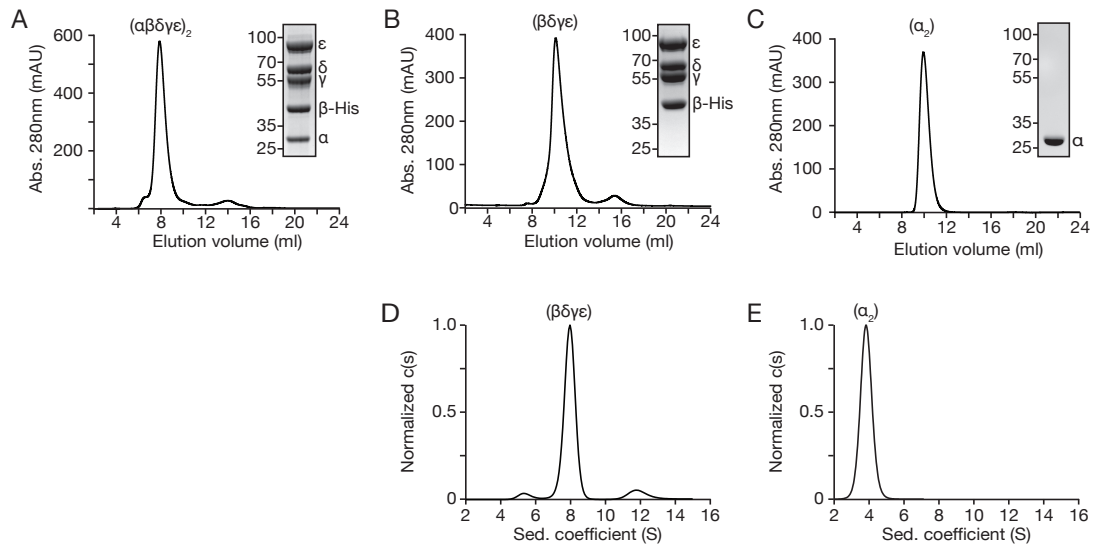 A
(αβδγε)₂
Abs. 280nm (mAU)
600
400
200
4 8 12 16 20 24
Elution volume (ml)
100
70
55
35
25
ε
δ
γ
β-His
α
B
(βδγε)
Abs. 280nm (mAU)
400
300
200
100
0
4 8 12 16 20 24
Elution volume (ml)
100
70
55
35
25
ε
δ
γ
β-His
C
(α₂)
Abs. 280nm (mAU)
400
300
200
100
0
4 8 12 16 20 24
Elution volume (ml)
100
70
55
35
25
α
D
(βδγε)
Normalized c(s)
1.0
0.5
0
2 4 6 8 10 12 14 16
Sed. coefficient (S)
E
(α₂)
Normalized c(s)
1.0
0.5
0
2 4 6 8 10 12 14 16
Sed. coefficient (S)